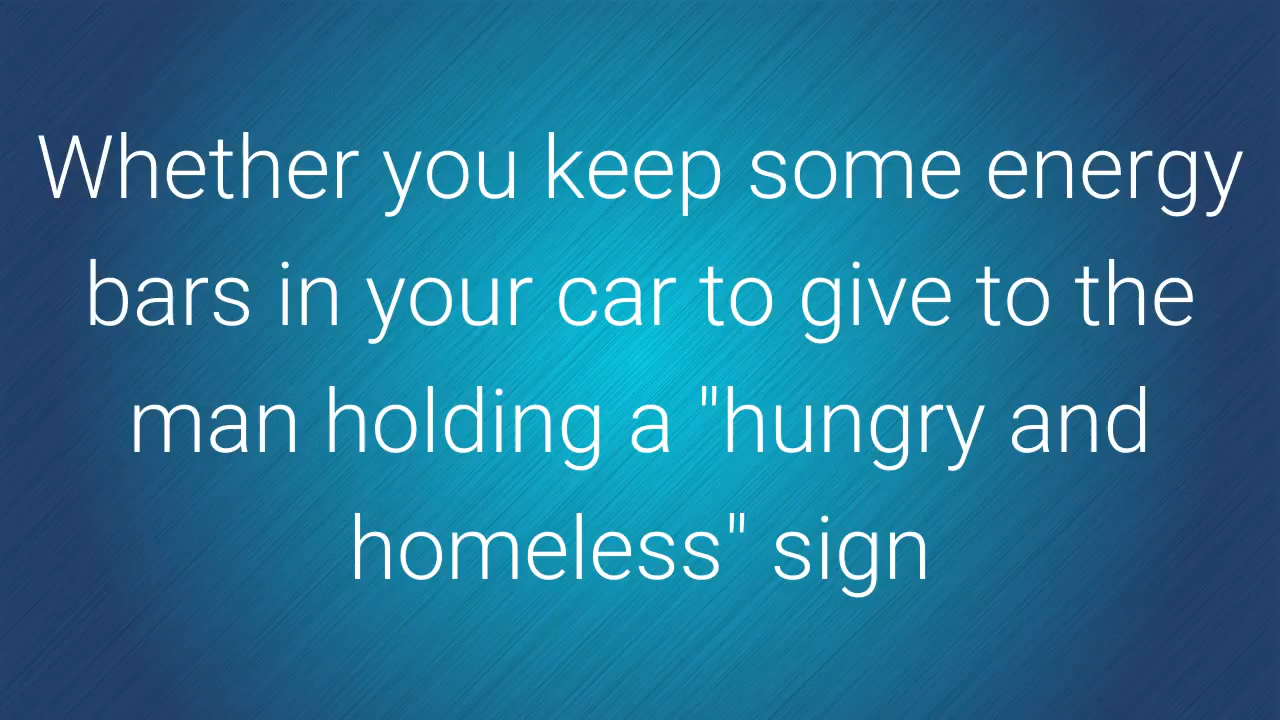 Whether you keep some energy
bars in your car to give to the
man holding a "hungry and
homeless" sign